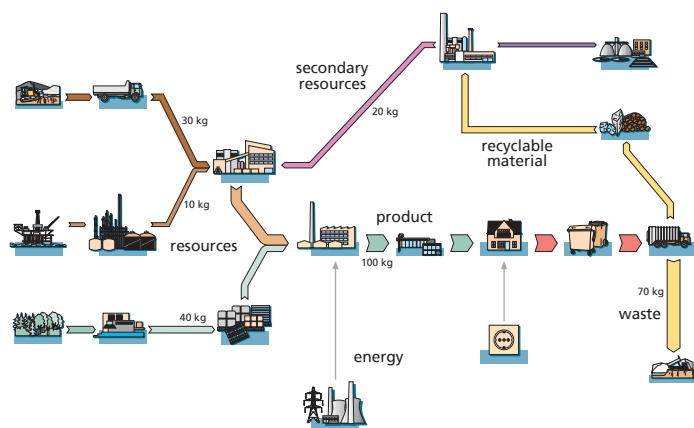 secondary
resources
20 kg
30 kg
recyclable
material
10 kg
resources
product
100 kg
70 kg
waste
40 kg
energy